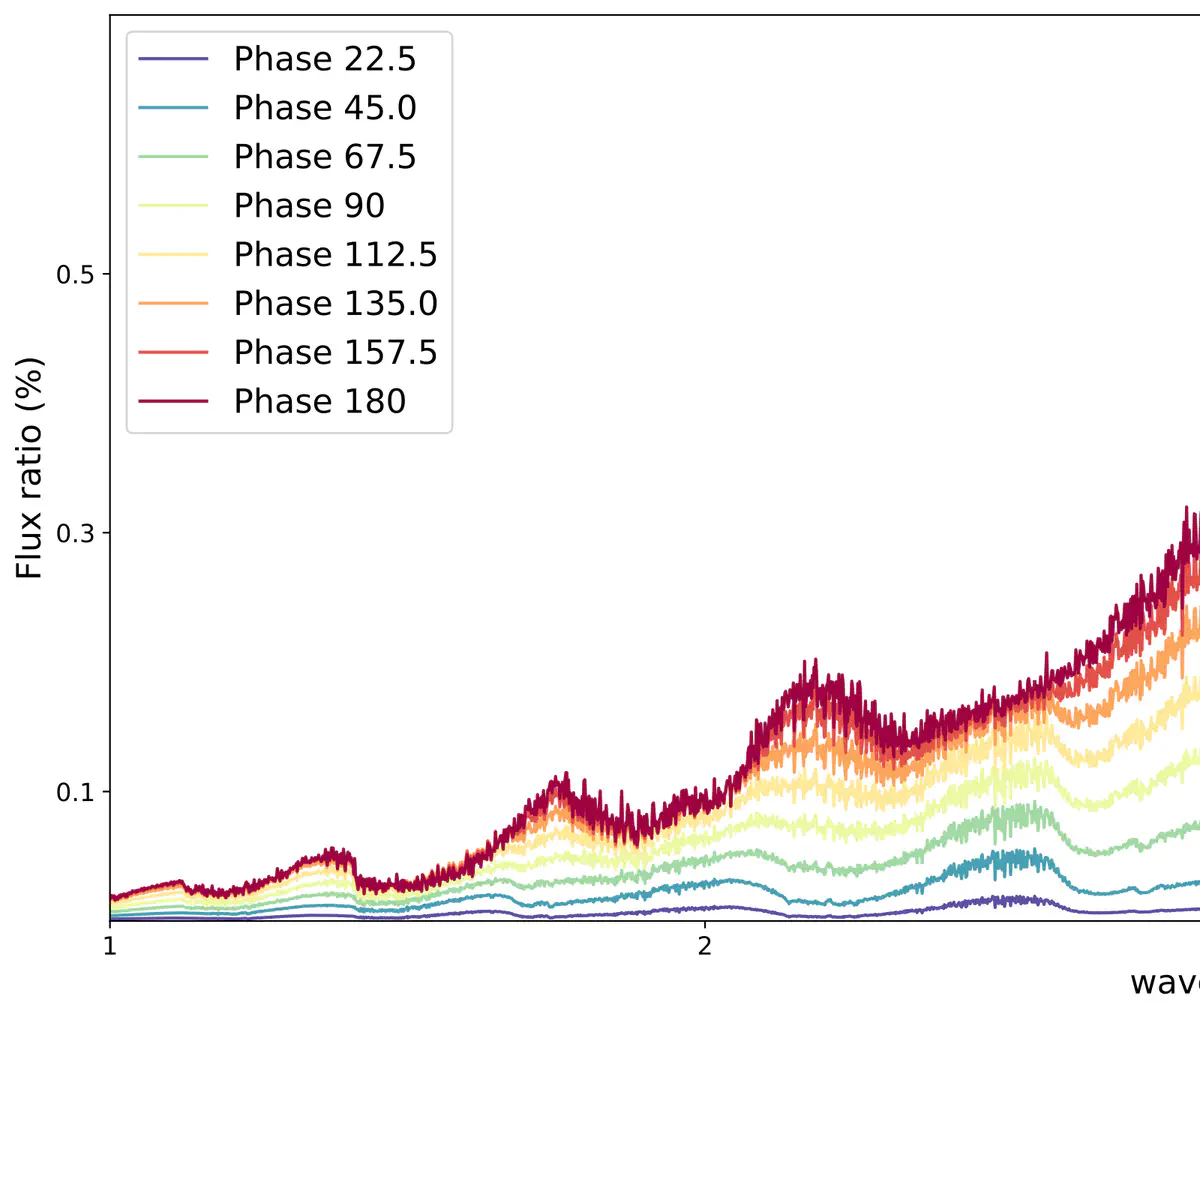 Phase 22.5
Phase 45.0
Phase 67.5
Phase 90
Phase 112.5
Phase 135.0
Phase 157.5
Phase 180
0.5
0.3
0.1
Flux ratio (%)
1
2